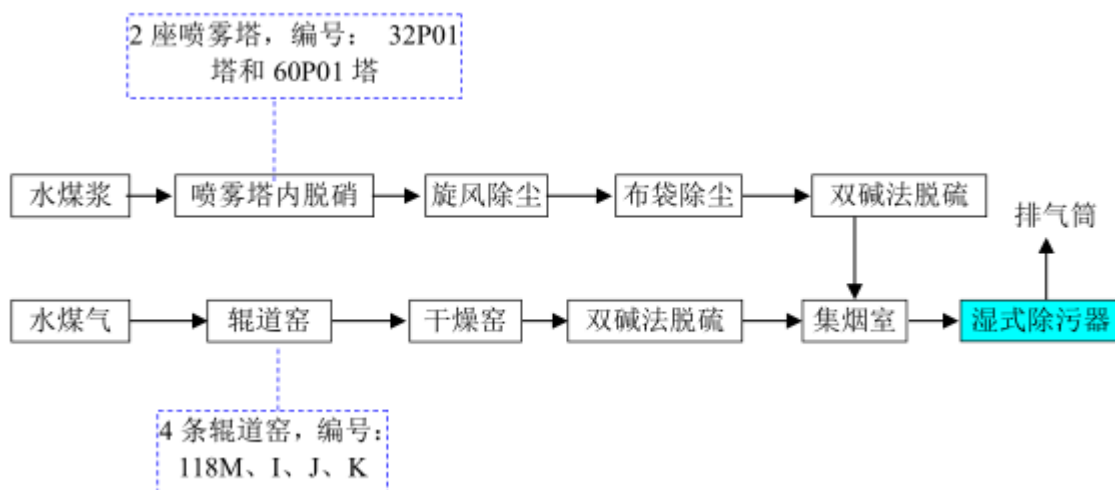 2 座喷雾塔，编号： 32P01
塔和 60P01 塔
水煤浆
喷雾塔内脱硝
旋风除尘
布袋除尘
双碱法脱硫
排气筒
水煤气
辊道窑
干燥窑
双碱法脱硫
集烟室
湿式除污器
4 条辊道窑，编号：
118M、I、J、K